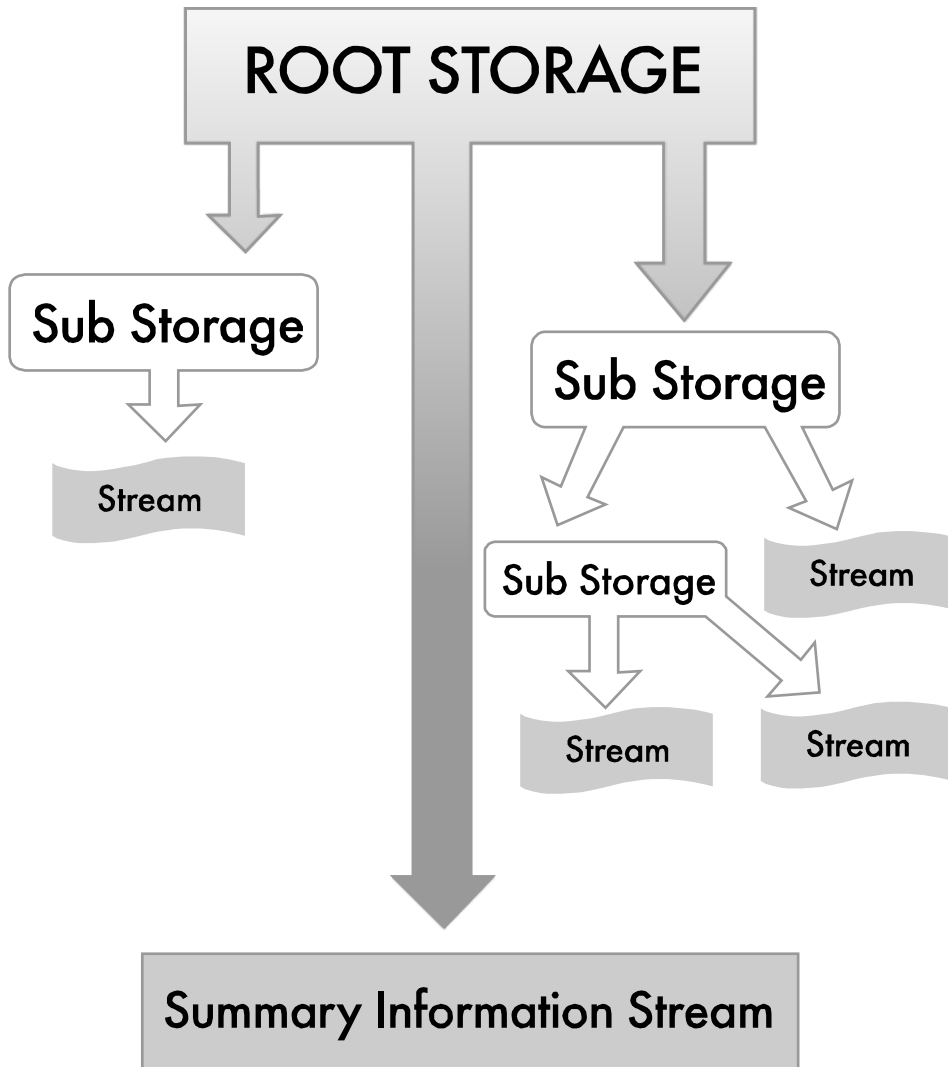 ROOT STORAGE
Sub Storage
Sub Storage
Stream
Sub Storage
Stream
Stream
Stream
Summary Information Stream